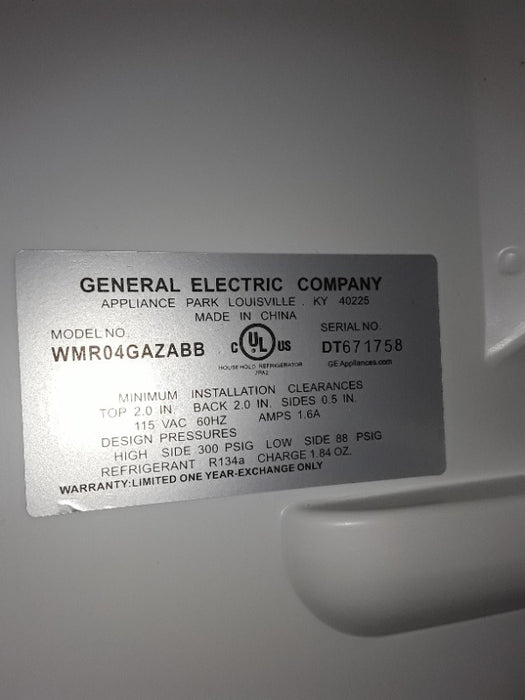 GENERAL ELECTRIC COMPANY
APPLIANCE PARK LOUISVILLE . KY 40225
MADE IN CHINA
MODEL NO.
WMR04GAZABB
C UL US
SERIAL NO.
DT671758
HOUSE HOLD REFRIGERATOR
GEAppliances.com
MINIMUM INSTALLATION CLEARANCES
TOP 2.0 IN. BACK 2.0 IN. SIDES 0.5 IN.
115 VAC 60HZ AMPS 1.6A
DESIGN PRESSURES
HIGH SIDE 300 PSIG LOW SIDE 88 PSIG
REFRIGERANT R134a CHARGE 1.84 OZ.
WARRANTY:LIMITED ONE YEAR-EXCHANGE ONLY